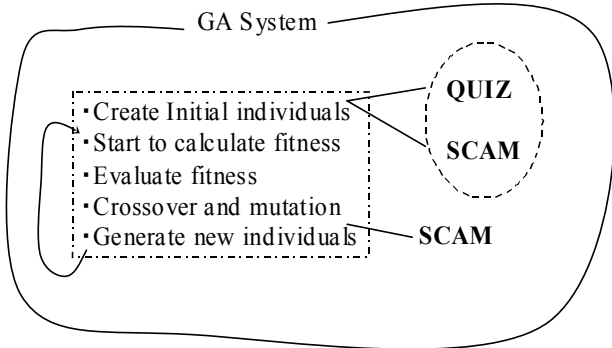 GA System
・Create Initial individuals
・Start to calculate fitness
・Evaluate fitness
・Crossover and mutation
・Generate new individuals
QUIZ
SCAM
SCAM